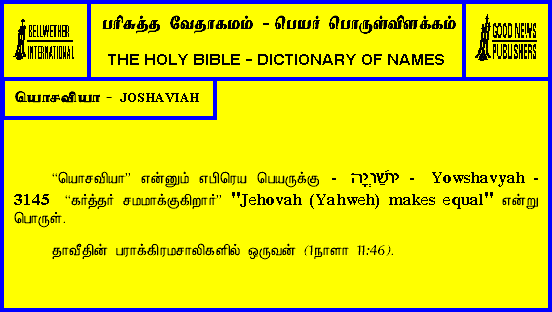 BELLWETHER
INTERNATIONAL
பரிசுத்த வேதாகமம் - பெயர் பொருள்விளக்கம்
THE HOLY BIBLE - DICTIONARY OF NAMES
GOOD NEWS
PUBLISHERS
யொசவியா - JOSHAVIAH
“யொசவியா” என்னும் எபிரெய பெயருக்கு - יוֹשַׁוְיָה - Yowshavyah -
3145 “கர்த்தர் சமமாக்குகிறார்” "Jehovah (Yahweh) makes equal" என்று
பொருள்.
தாவீதின் பராக்கிரமசாலிகளில் ஒருவன் (1நாளா 11:46).